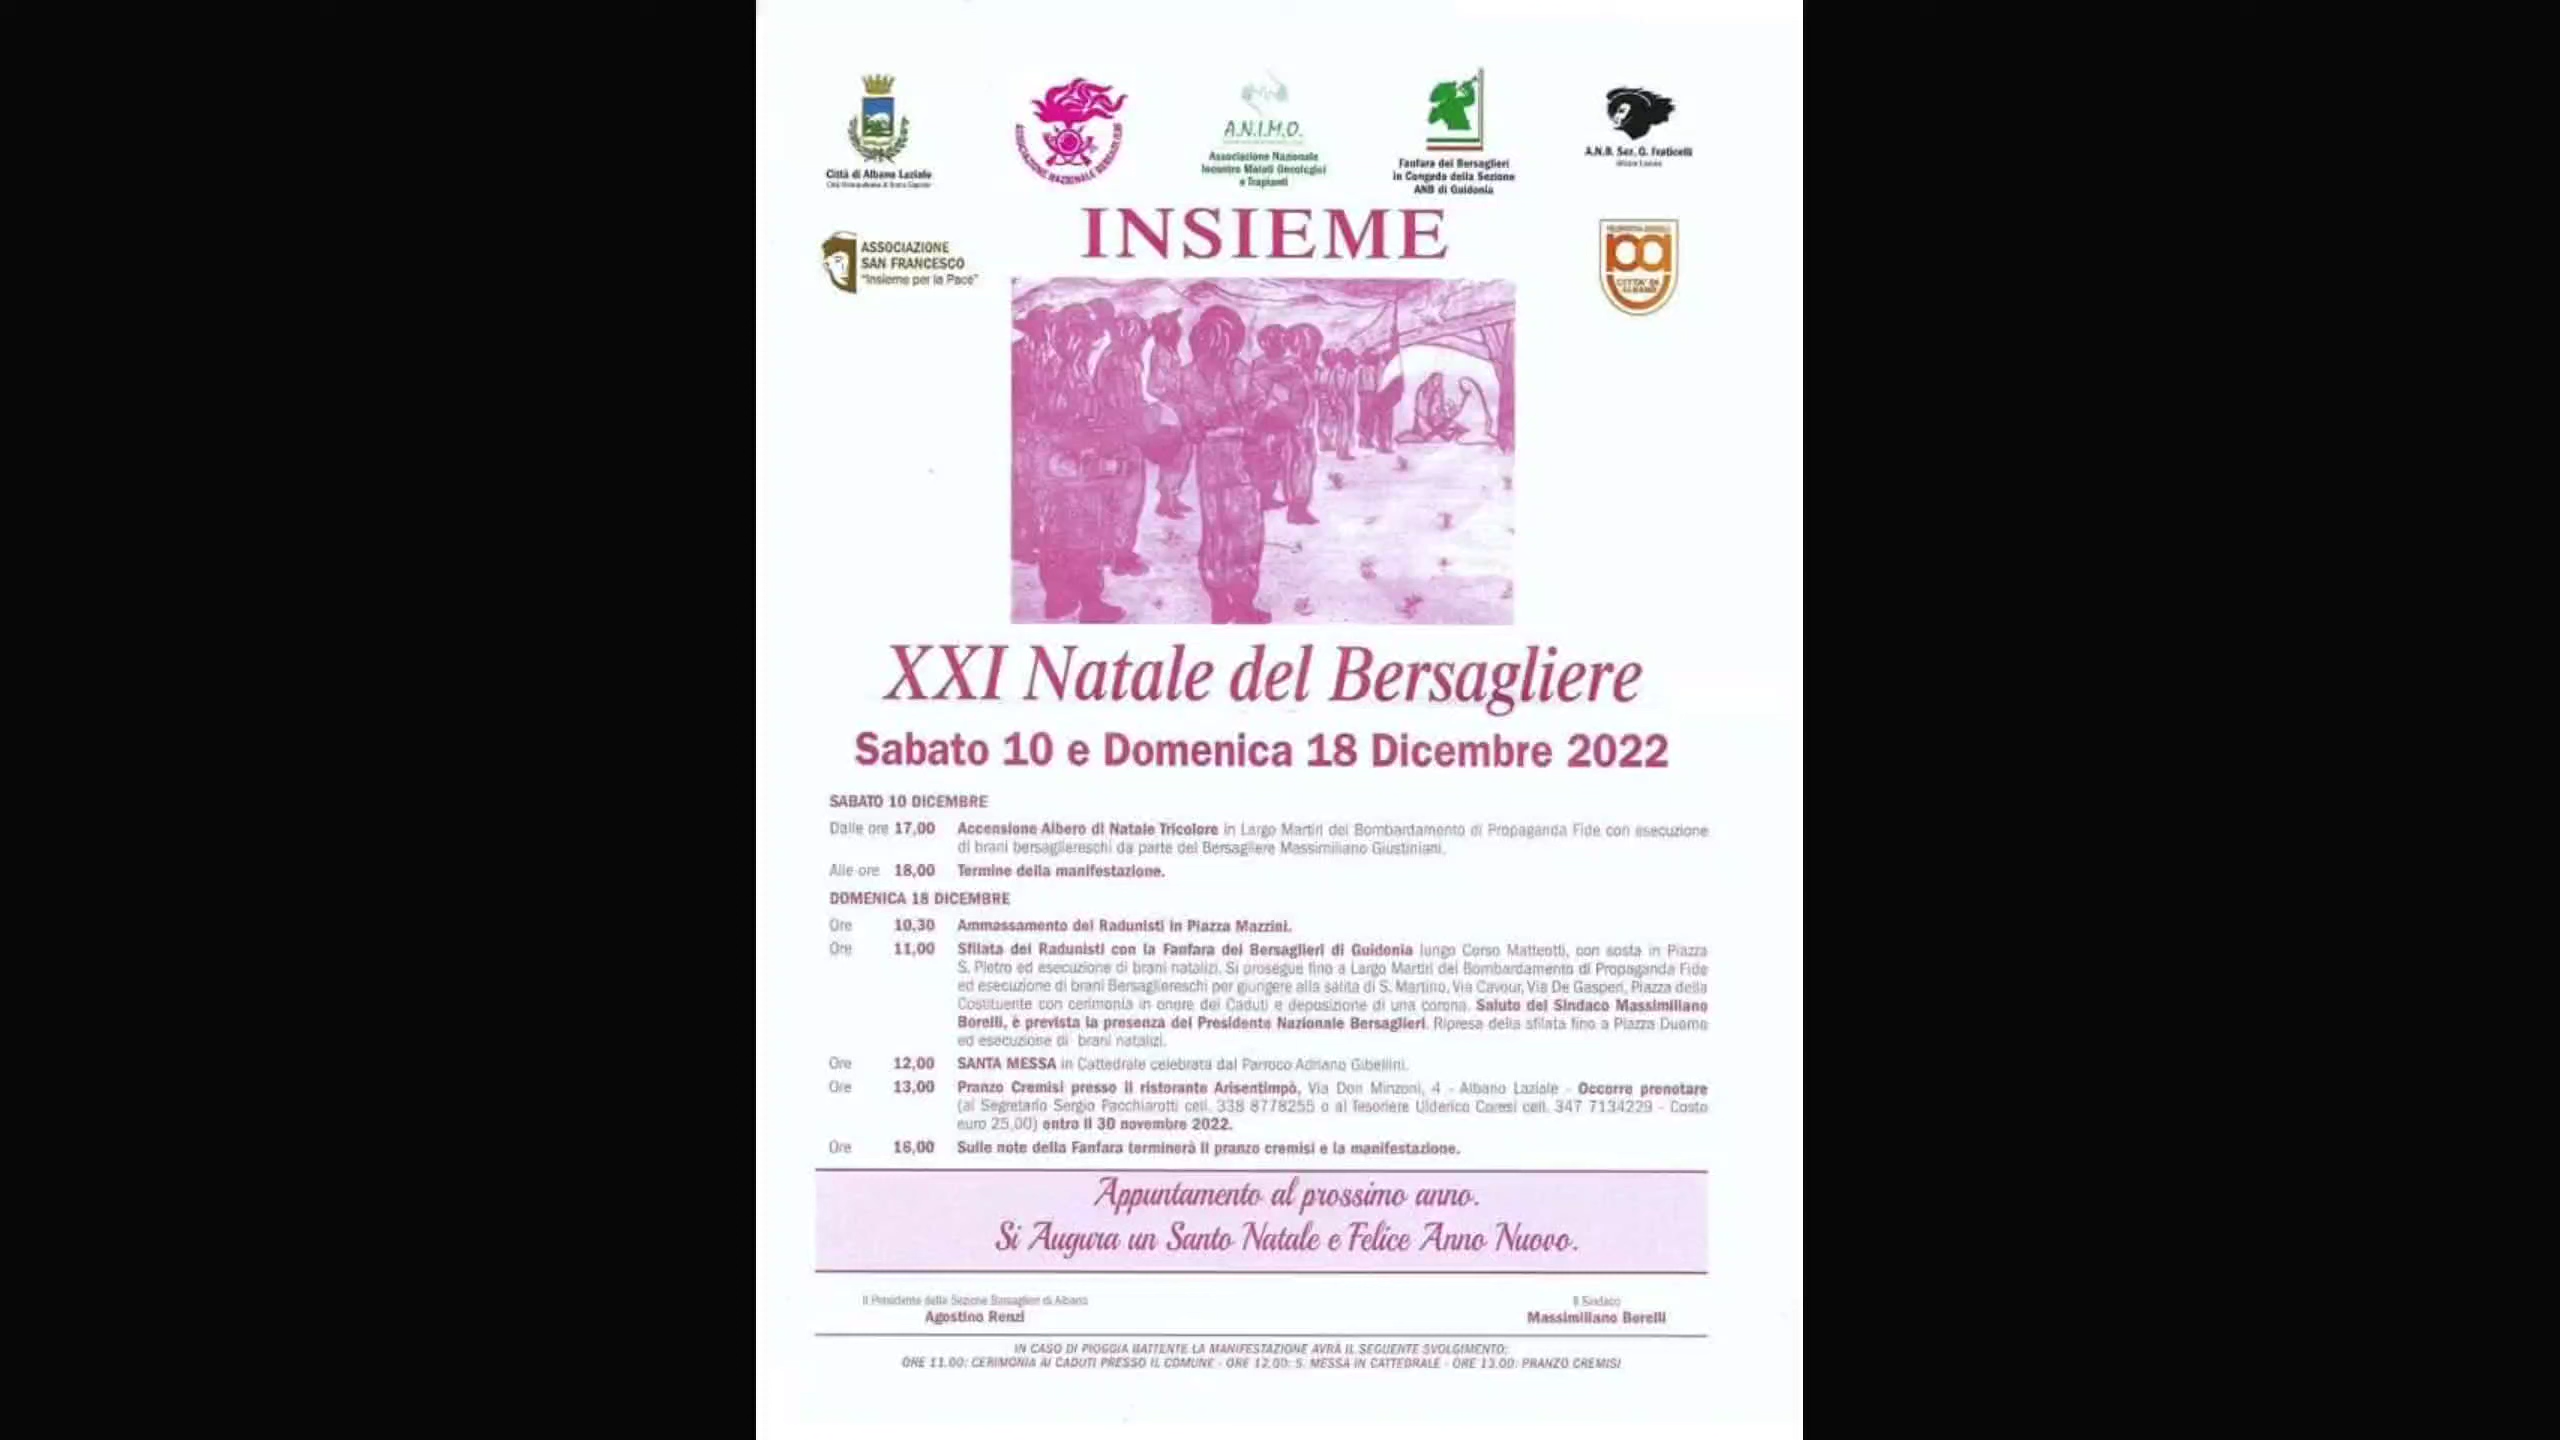 Città di Albano Laziale
Città Metropolitana di Roma Capitale
ASSOCIAZIONE NAZIONALE BERSAGLIERI
A.N.I.M.O.
Associazione Nazionale
Incontro Malati Oncologici
e Trapianti
Fanfara dei Bersaglieri
in Congedo della Sezione
ANB di Guidonia
A.N.B. Sez. G. Fraticelli
Albano Laziale
INSIEME
ASSOCIAZIONE
SAN FRANCESCO
"Insieme per la Pace"
CITTA' DI
ALBANO
XXI Natale del Bersagliere
Sabato 10 e Domenica 18 Dicembre 2022
SABATO 10 DICEMBRE
Dalle ore 17,00 Accensione Albero di Natale Tricolore in Largo Martiri del Bombardamento di Propaganda Fide con esecuzione
di brani bersagliereschi da parte del Bersagliere Massimiliano Giustiniani.
Alle ore 18,00 Termine della manifestazione.
DOMENICA 18 DICEMBRE
Ore 10,30 Ammassamento dei Radunisti in Piazza Mazzini.
Ore 11,00 Sfilata dei Radunisti con la Fanfara dei Bersaglieri di Guidonia lungo Corso Matteotti, con sosta in Piazza
S. Pietro ed esecuzione di brani natalizi. Si prosegue fino a Largo Martiri del Bombardamento di Propaganda Fide
ed esecuzione di brani Bersagliereschi per giungere alla salita di S. Martino, Via Cavour, Via De Gasperi, Piazza della
Costituente con cerimonia in onore dei Caduti e deposizione di una corona. Saluto del Sindaco Massimiliano
Borelli, è prevista la presenza del Presidente Nazionale Bersaglieri. Ripresa della sfilata fino a Piazza Duomo
ed esecuzione di brani natalizi.
Ore 12,00 SANTA MESSA in Cattedrale celebrata dal Parroco Adriano Gibellini.
Ore 13,00 Pranzo Cremisi presso il ristorante Arisentimpò, Via Don Minzoni, 4 - Albano Laziale - Occorre prenotare
(al Segretario Sergio Pacchiarotti cell. 338 8778255 o al Tesoriere Ulderico Coresi cell. 347 7134229 - Costo
euro 25,00) entro il 30 novembre 2022.
Ore 16,00 Sulle note della Fanfara terminerà il pranzo cremisi e la manifestazione.
Appuntamento al prossimo anno.
Si Augura un Santo Natale e Felice Anno Nuovo.
Il Presidente della Sezione Bersaglieri di Albano
Agostino Renzi
Il Sindaco
Massimiliano Borelli
IN CASO DI PIOGGIA BATTENTE LA MANIFESTAZIONE AVRÀ IL SEGUENTE SVOLGIMENTO:
ORE 11.00: CERIMONIA AI CADUTI PRESSO IL COMUNE - ORE 12.00: S. MESSA IN CATTEDRALE - ORE 13.00: PRANZO CREMISI